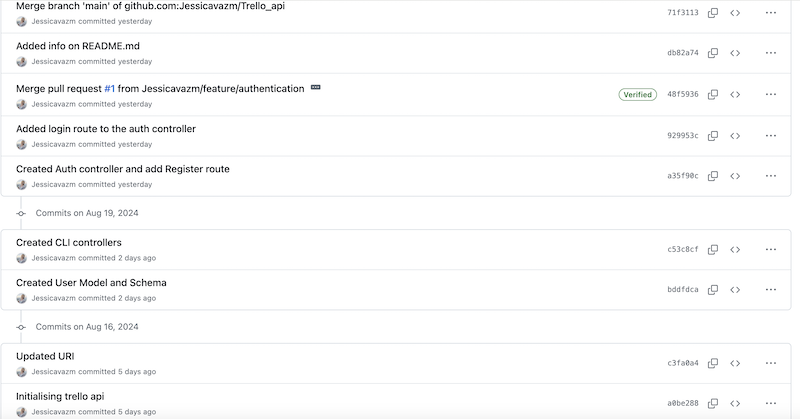 Merge branch 'main' of github.com:Jessicavazm/Trello_api
71f3113
Jessicavazm committed yesterday
Added info on README.md
db82a74
Jessicavazm committed yesterday
Merge pull request #1 from Jessicavazm/feature/authentication
Verified 48f5936
Jessicavazm committed yesterday
Added login route to the auth controller
929953c
Jessicavazm committed yesterday
Created Auth controller and add Register route
a35f90c
Jessicavazm committed yesterday
Commits on Aug 19, 2024
Created CLI controllers
c53c8cf
Jessicavazm committed 2 days ago
Created User Model and Schema
bddfdca
Jessicavazm committed 2 days ago
Commits on Aug 16, 2024
Updated URI
c3fa0a4
Jessicavazm committed 5 days ago
Initialising trello api
a0be288
Jessicavazm committed 5 days ago